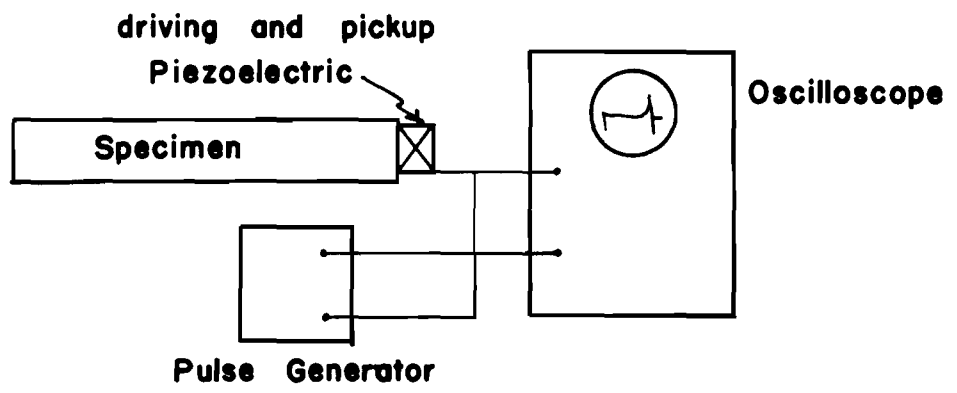 driving and pickup
Piezoelectric
Oscilloscope
Specimen
Pulse Generator